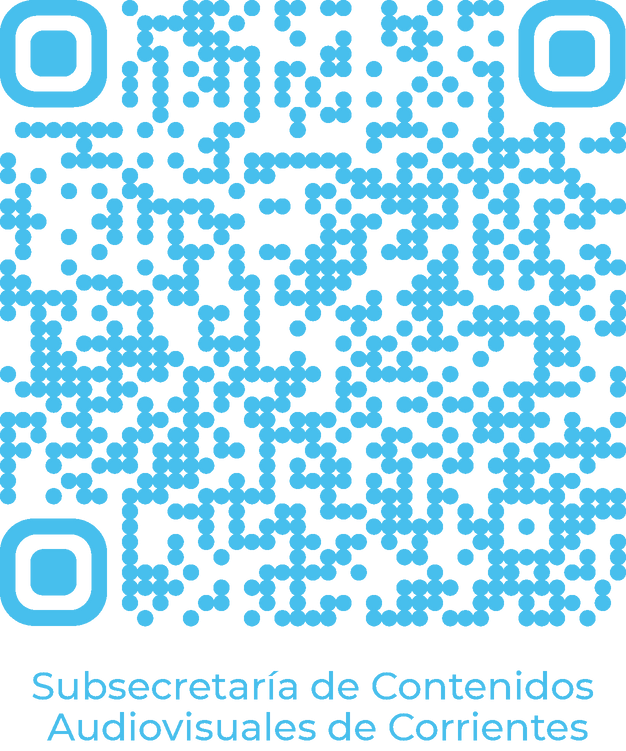 Subsecretaría de Contenidos
Audiovisuales de Corrientes